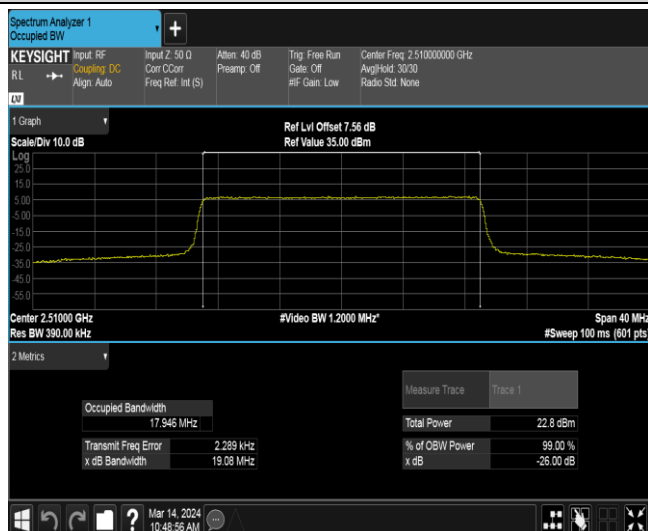 Spectrum Analyzer 1
Occupied BW
+
KEYSIGHT
RL
LXI
Input: RF
Coupling: DC
Align: Auto
Input Z: 50 Ω
Corr CCorr
Freq Ref: Int (S)
Atten: 40 dB
Preamp: Off
Trig: Free Run
Gate: Off
#IF Gain: Low
Center Freq: 2.510000000 GHz
Avg|Hold: 30/30
Radio Std: None
1 Graph
Scale/Div 10.0 dB
Ref Lvl Offset 7.56 dB
Ref Value 35.00 dBm
Log
25.0
15.0
5.00
-5.00
-15.0
-25.0
-35.0
-45.0
-55.0
Center 2.51000 GHz
Res BW 390.00 kHz
#Video BW 1.2000 MHz*
Span 40 MHz
#Sweep 100 ms (601 pts)
2 Metrics
Measure Trace Trace 1
Occupied Bandwidth
17.946 MHz
Total Power 22.8 dBm
Transmit Freq Error 2.289 kHz
% of OBW Power 99.00 %
x dB Bandwidth 19.08 MHz
x dB -26.00 dB
?
Mar 14, 2024
10:48:56 AM